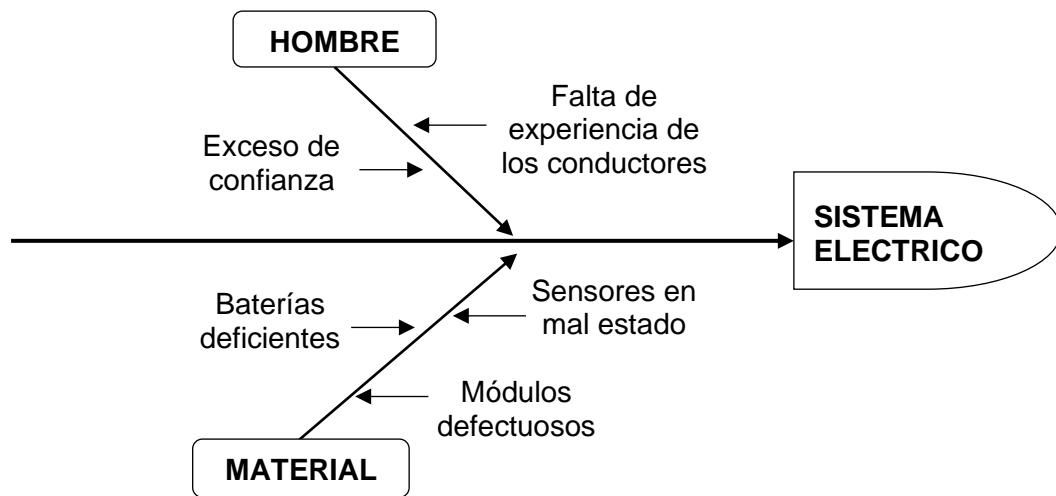 HOMBRE
Falta de
experiencia de
los conductores
Exceso de
confianza
SISTEMA
ELECTRICO
Baterías
deficientes
Sensores en
mal estado
Módulos
defectuosos
MATERIAL